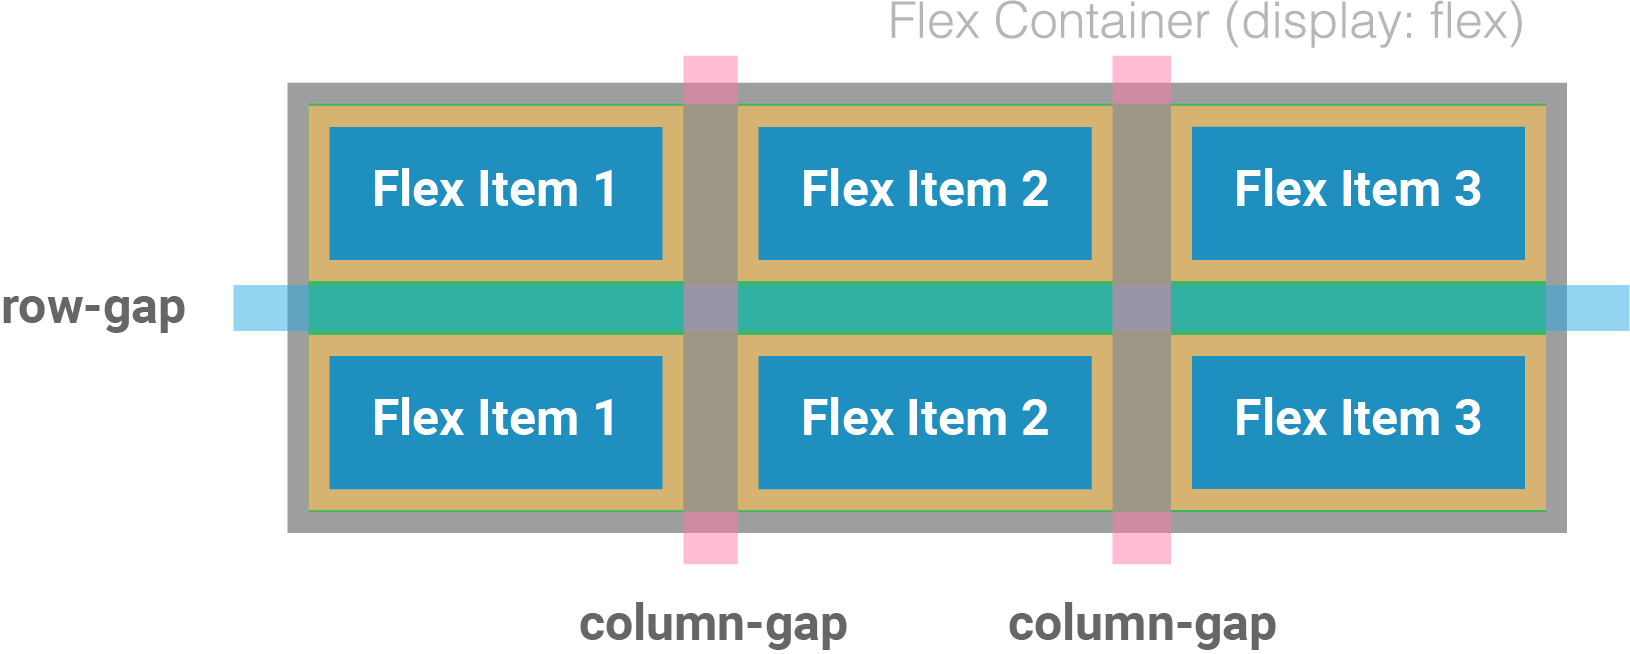 Flex Container (display: flex)
Flex Item 1
Flex Item 2
Flex Item 3
row-gap
Flex Item 1
Flex Item 2
Flex Item 3
column-gap
column-gap